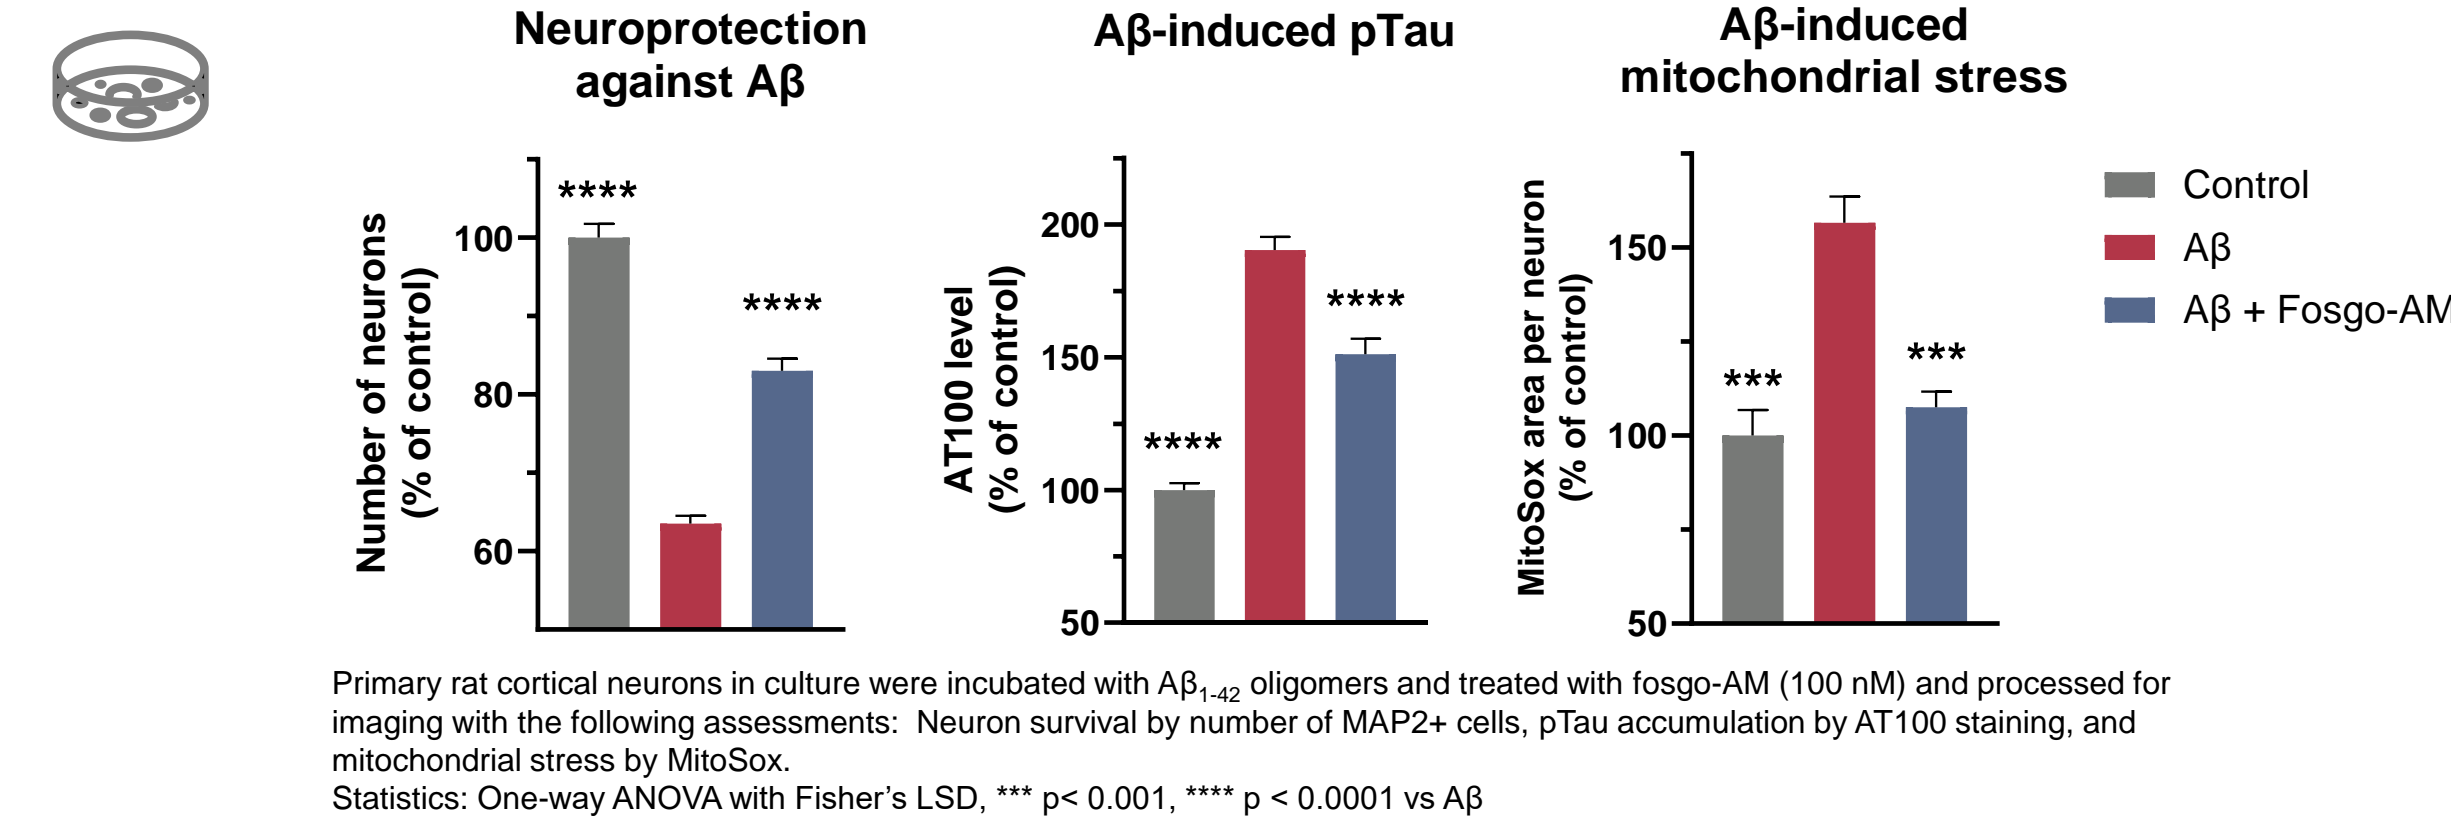 Neuroprotection
against Aβ
****
****
Number of neurons
(% of control)
100
80
60
Aβ-induced pTau
****
****
AT100 level
(% of control)
200
150
100
50
Aβ-induced
mitochondrial stress
***
***
MitoSox area per neuron
(% of control)
150
100
50
Control
Aβ
Aβ + Fosgo-AM
Primary rat cortical neurons in culture were incubated with Aβ1-42 oligomers and treated with fosgo-AM (100 nM) and processed for
imaging with the following assessments:  Neuron survival by number of MAP2+ cells, pTau accumulation by AT100 staining, and
mitochondrial stress by MitoSox.
Statistics: One-way ANOVA with Fisher’s LSD, *** p< 0.001, **** p < 0.0001 vs Aβ